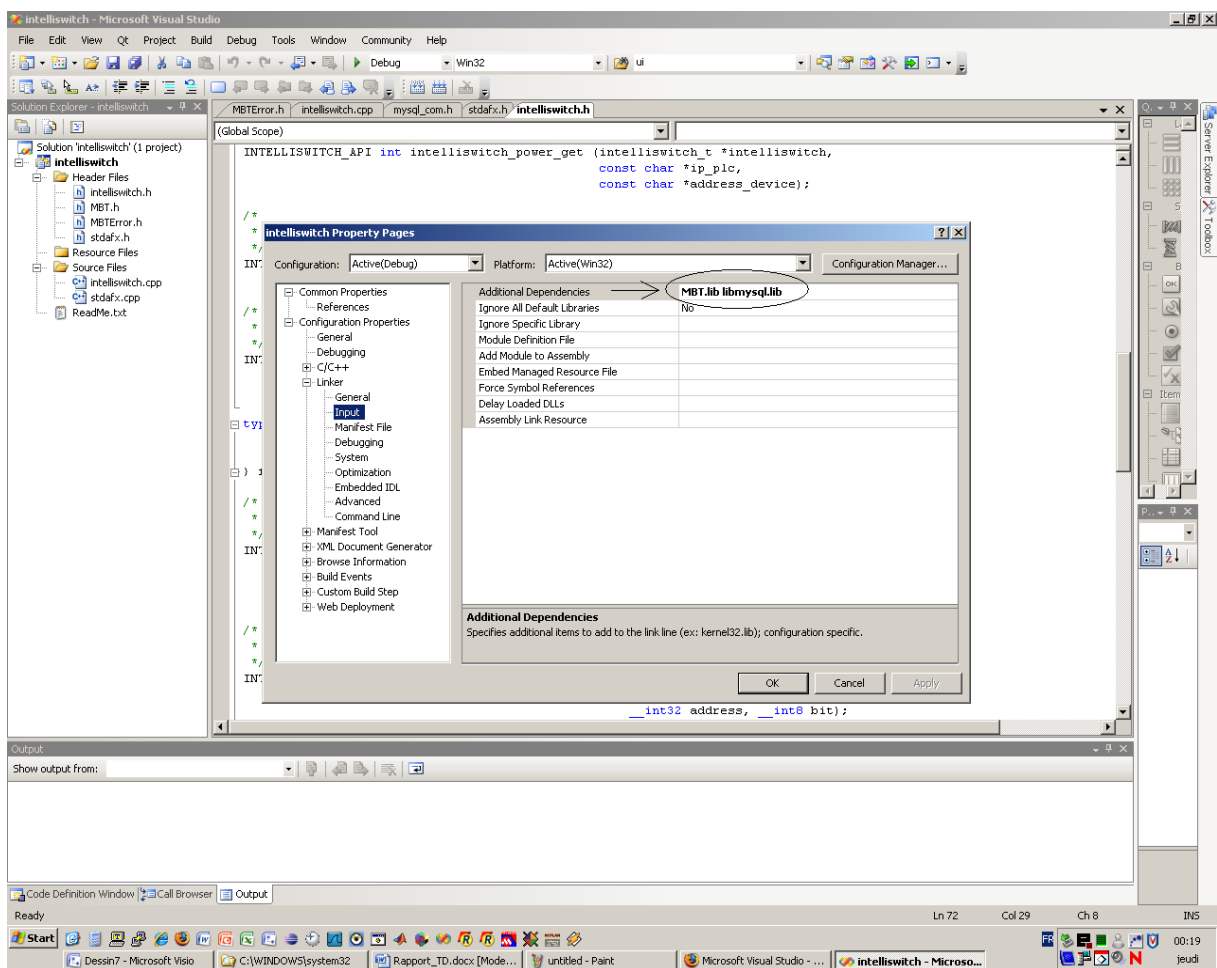 intelliswitch - Microsoft Visual Studio
File Edit View Qt Project Build Debug Tools Window Community Help
Debug Win32 ui
Solution Explorer - intelliswitch
MBTError.h intelliswitch.cpp mysql_com.h stdafx.h intelliswitch.h
(Global Scope)
Solution 'intelliswitch' (1 project)
intelliswitch
Header Files
intelliswitch.h
MBT.h
MBTError.h
stdafx.h
Resource Files
Source Files
intelliswitch.cpp
stdafx.cpp
ReadMe.txt
INTELLISWITCH_API int intelliswitch_power_get (intelliswitch_t *intelliswitch,
const char *ip_plc,
const char *address_device);
/*
intelliswitch Property Pages
Configuration: Active(Debug) Platform: Active(Win32) Configuration Manager...
Common Properties
References
Configuration Properties
General
Debugging
C/C++
Linker
General
Input
Manifest File
Debugging
System
Optimization
Embedded IDL
Advanced
Command Line
Manifest Tool
XML Document Generator
Browse Information
Build Events
Custom Build Step
Web Deployment
Additional Dependencies MBT.lib libmysql.lib
Ignore All Default Libraries No
Ignore Specific Library
Module Definition File
Add Module to Assembly
Embed Managed Resource File
Force Symbol References
Delay Loaded DLLs
Assembly Link Resource
Additional Dependencies
Specifies additional items to add to the link line (ex: kernel32.lib); configuration specific.
OK Cancel Apply
__int32 address, __int8 bit);
Server Explorer
Toolbox
Item
Output
Show output from:
Code Definition Window Call Browser Output
Ready Ln 72 Col 29 Ch 8 INS
Start FR 00:19
Dessin7 - Microsoft Visio C:\WINDOWS\system32 Rapport_TD.docx [Mode... untitled - Paint Microsoft Visual Studio - ... intelliswitch - Microso... jeudi